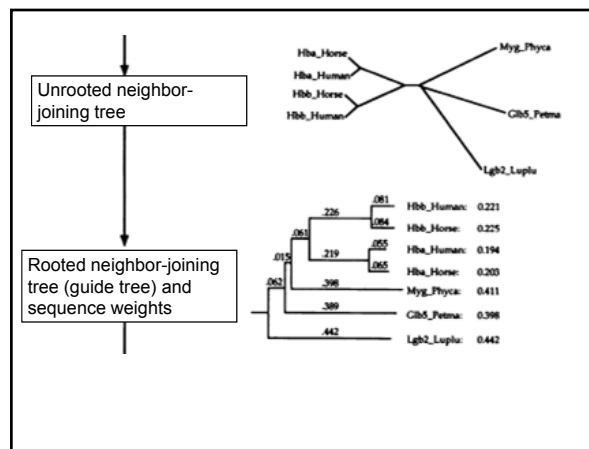 Unrooted neighbor-
joining tree
Hba_Horse
Hba_Human
Hbb_Horse
Hbb_Human
Myg_Phyca
Glb5_Petma
Lgb2_Luplu
Rooted neighbor-joining
tree (guide tree) and
sequence weights
.081
.226
Hbb_Human: 0.221
.084
.061
Hbb_Horse: 0.225
.055
.219
Hba_Human: 0.194
.015
.065
Hba_Horse: 0.203
.062
.398
Myg_Phyca: 0.411
.389
Glb5_Petma: 0.398
.442
Lgb2_Luplu: 0.442